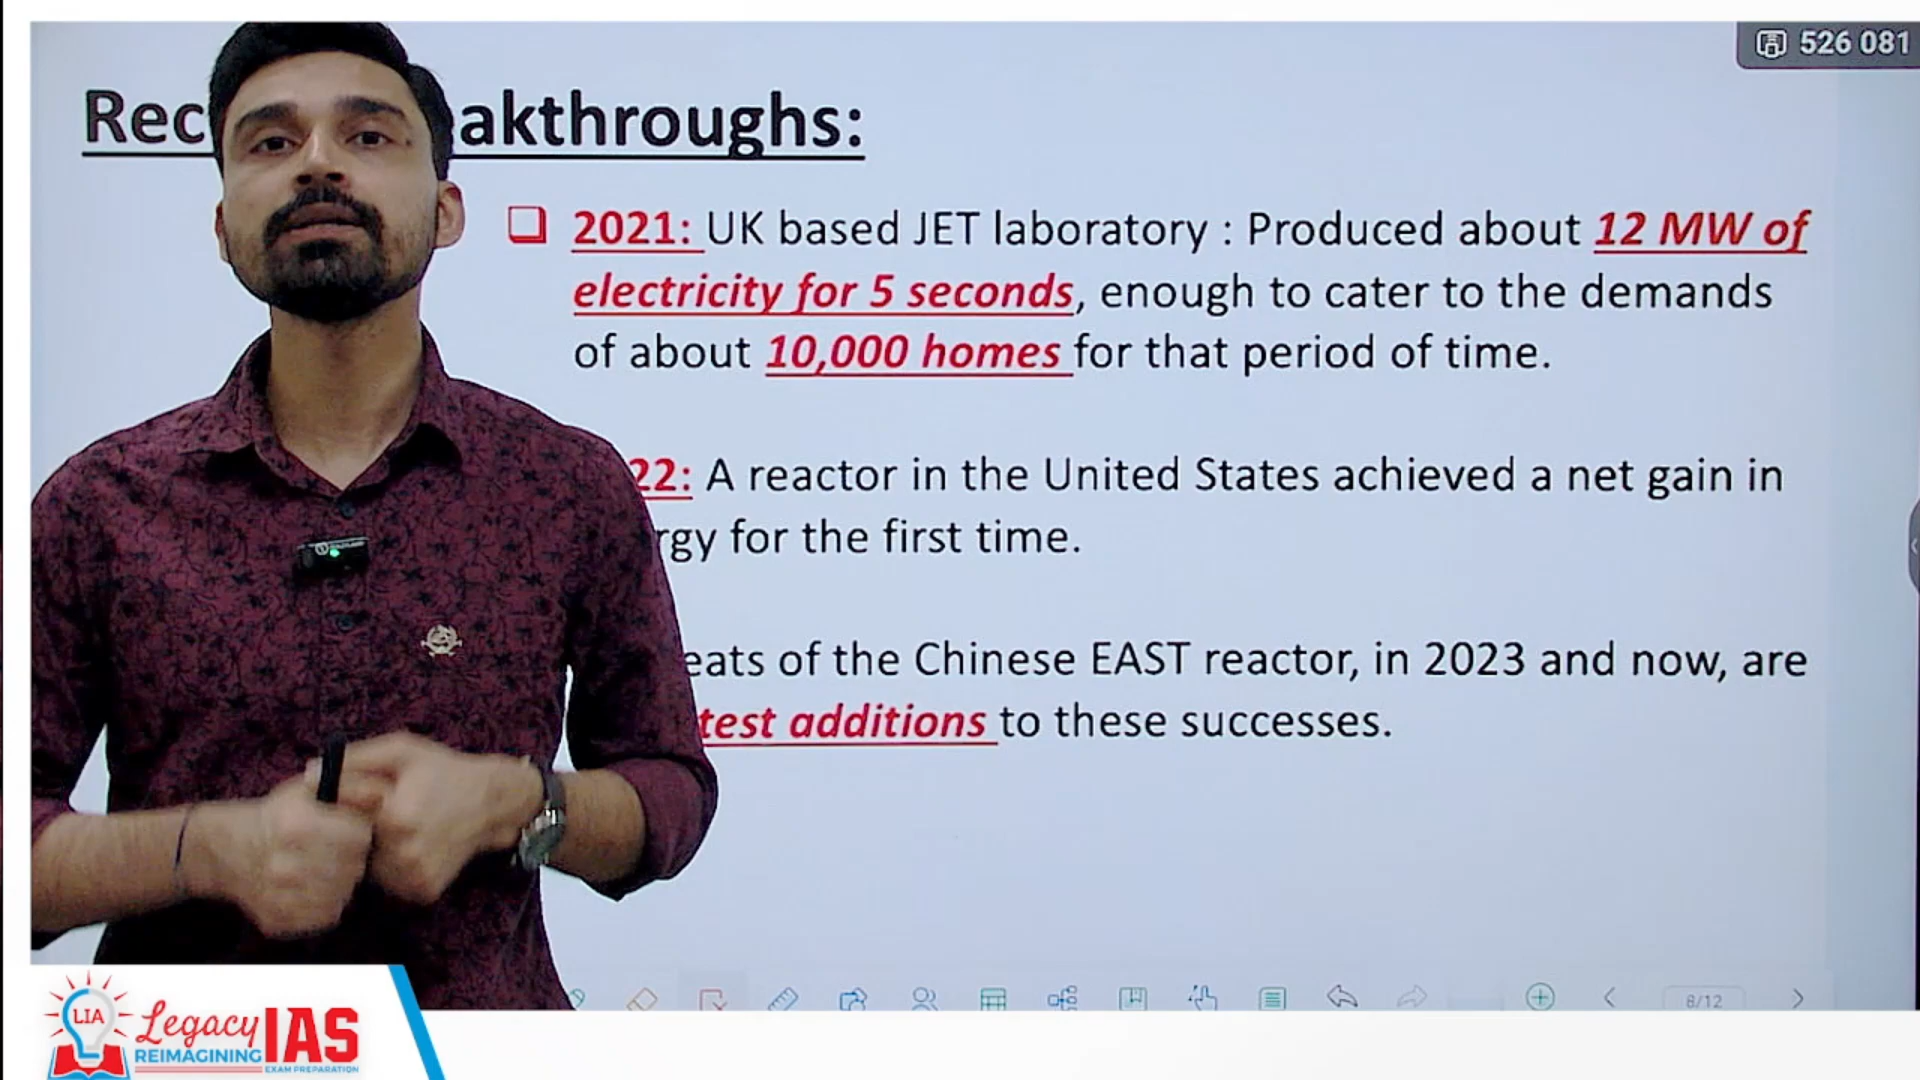 526 081
Rec akthroughs:
❑ 2021: UK based JET laboratory : Produced about 12 MW of
electricity for 5 seconds, enough to cater to the demands
of about 10,000 homes for that period of time.
22: A reactor in the United States achieved a net gain in
rgy for the first time.
eats of the Chinese EAST reactor, in 2023 and now, are
test additions to these successes.
8/12
LIA
Legacy IAS
REIMAGINING
EXAM PREPARATION